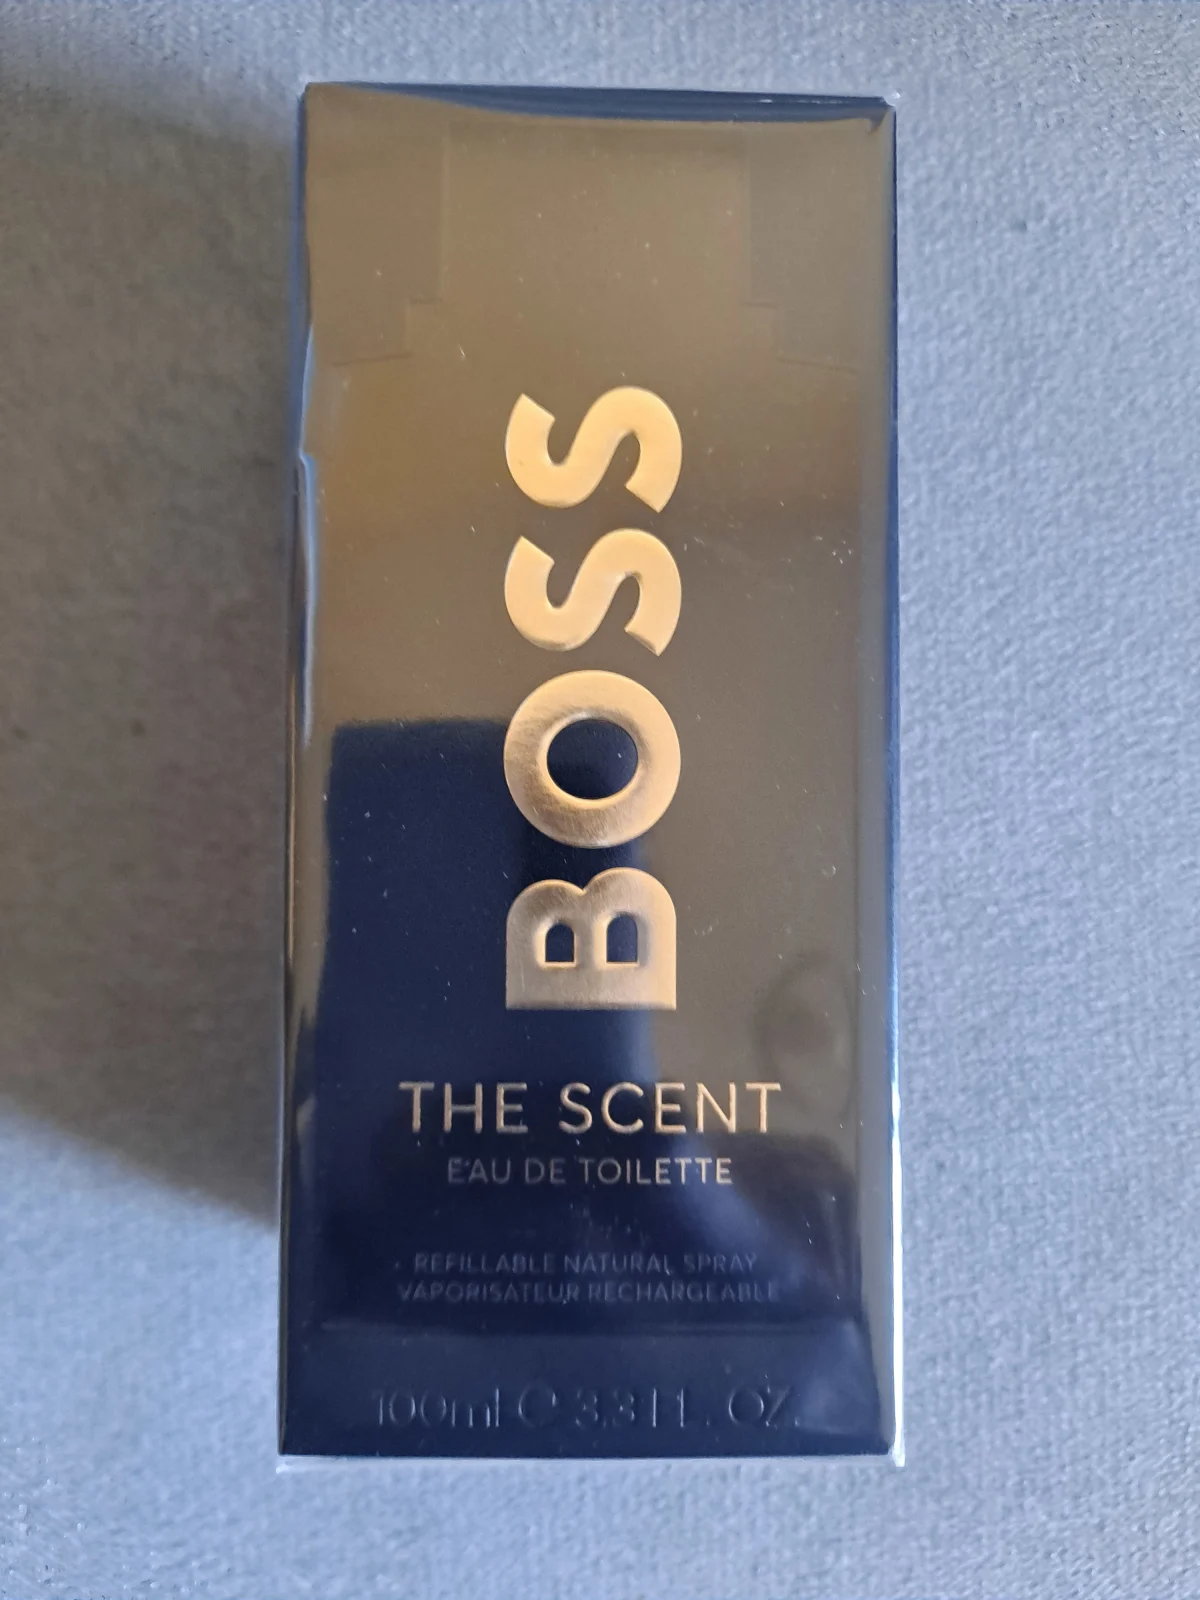 BOSS
THE SCENT
EAU DE TOILETTE
REFILLABLE NATURAL SPRAY
VAPORISATEUR RECHARGEABLE
100ml ℮ 3.3 FL. OZ.